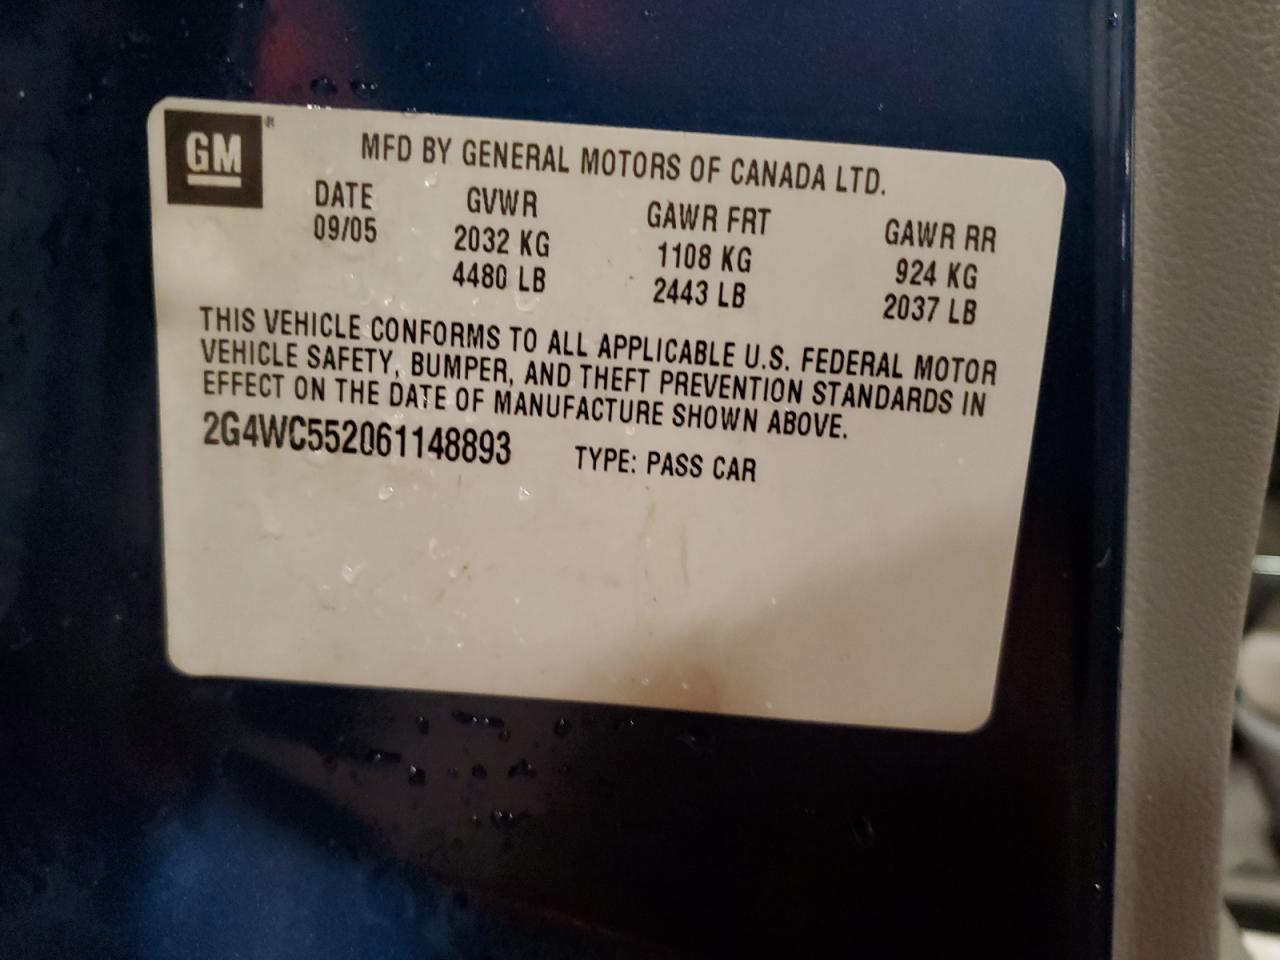 GM®
MFD BY GENERAL MOTORS OF CANADA LTD.
DATE GVWR GAWR FRT GAWR RR
09/05 2032 KG 1108 KG 924 KG
4480 LB 2443 LB 2037 LB
THIS VEHICLE CONFORMS TO ALL APPLICABLE U.S. FEDERAL MOTOR
VEHICLE SAFETY, BUMPER, AND THEFT PREVENTION STANDARDS IN
EFFECT ON THE DATE OF MANUFACTURE SHOWN ABOVE.
2G4WC552061148893 TYPE: PASS CAR